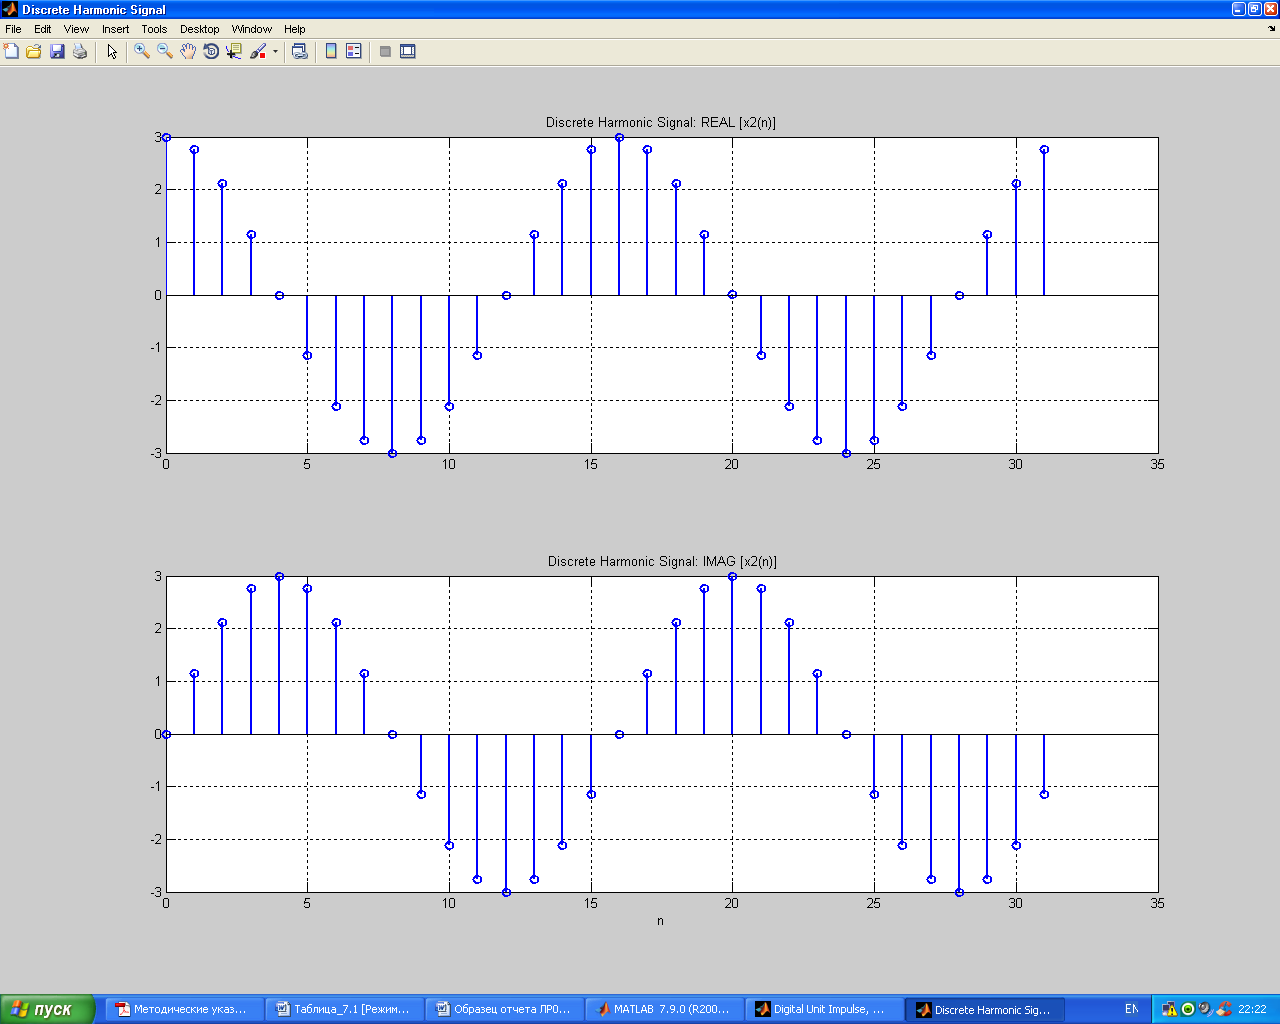 Discrete Harmonic Signal
File Edit View Insert Tools Desktop Window Help
Discrete Harmonic Signal: REAL [x2(n)]
3
2
1
0
-1
-2
-3
0 5 10 15 20 25 30 35
Discrete Harmonic Signal: IMAG [x2(n)]
3
2
1
0
-1
-2
-3
0 5 10 15 20 25 30 35
n
пуск Методические указ... Таблица_7.1 [Режим... Образец отчета ЛР0... MATLAB 7.9.0 (R200... Digital Unit Impulse, ... Discrete Harmonic Sig... EN 22:22